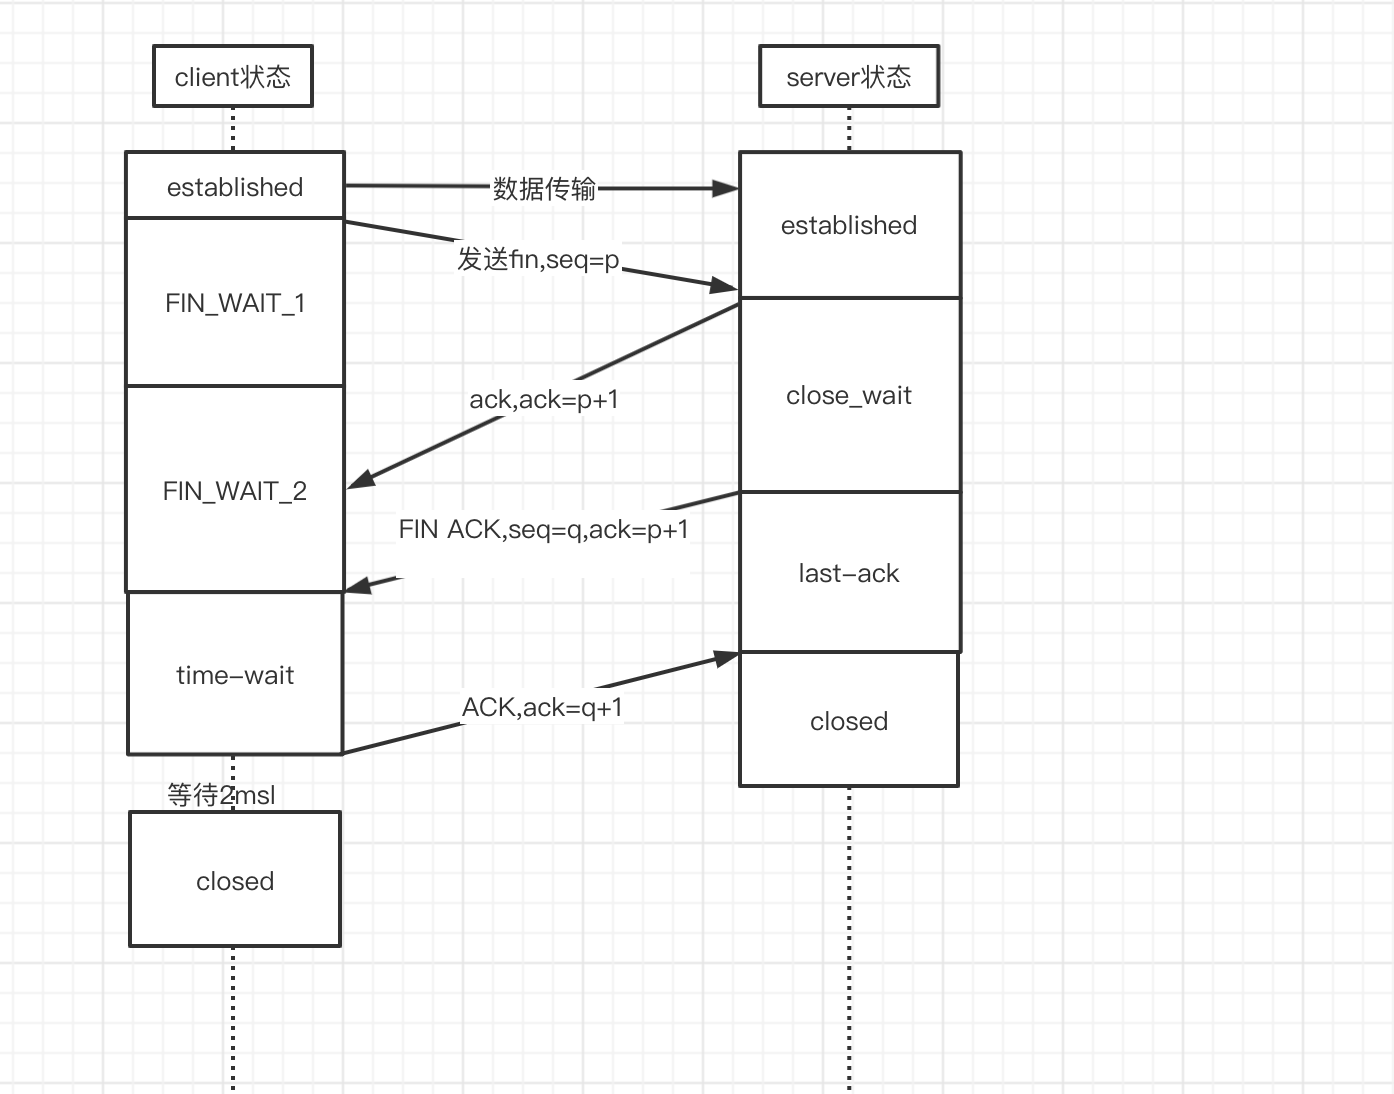 client状态
server状态
established
数据传输
established
发送fin,seq=p
FIN_WAIT_1
ack,ack=p+1
close_wait
FIN_WAIT_2
FIN ACK,seq=q,ack=p+1
last-ack
time-wait
ACK,ack=q+1
closed
等待2msl
closed